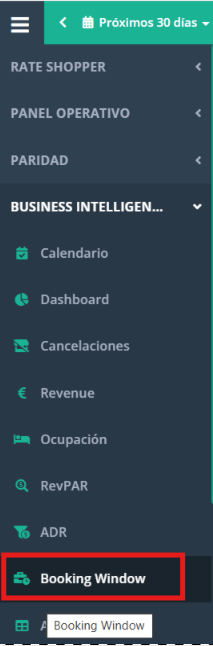 Próximos 30 días
RATE SHOPPER
PANEL OPERATIVO
PARIDAD
BUSINESS INTELLIGEN...
Calendario
Dashboard
Cancelaciones
Revenue
Ocupación
RevPAR
ADR
Booking Window
Booking Window